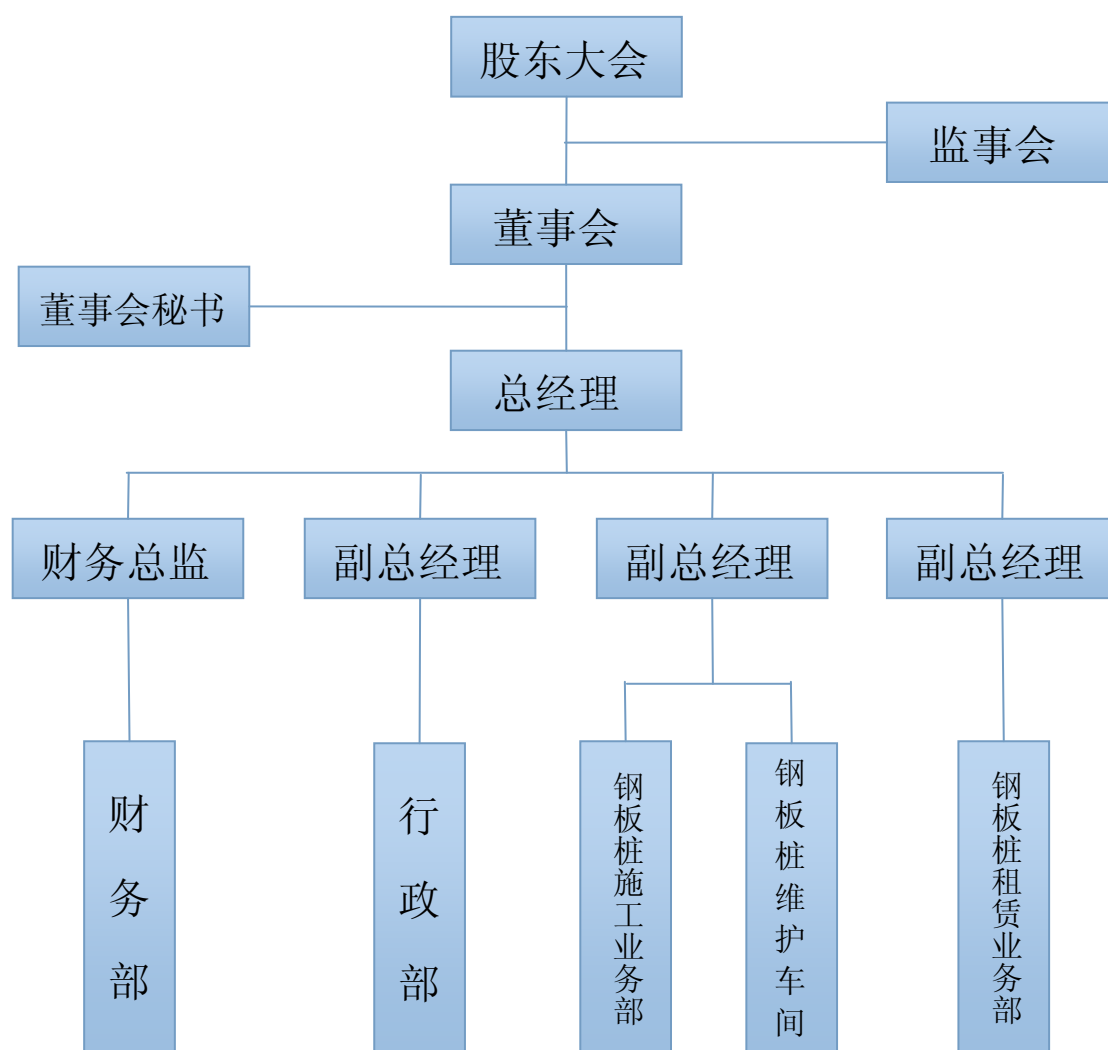 股东大会
监事会
董事会
董事会秘书
总经理
财务总监
副总经理
副总经理
副总经理
财务部
行政部
钢板桩施工业务部
钢板桩维护车间
钢板桩租赁业务部